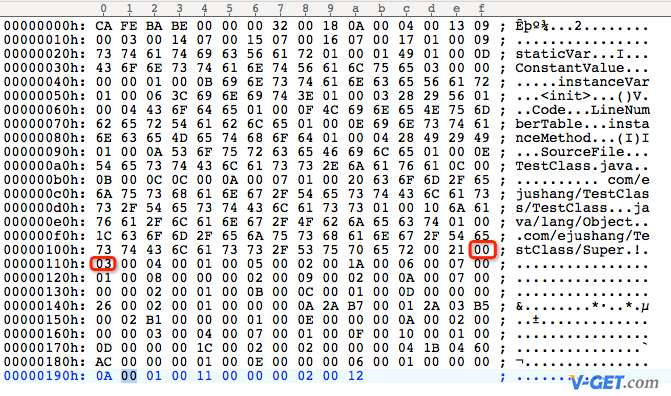 0 1 2 3 4 5 6 7 8 9 a b c d e f
00000000h: CA FE BA BE 00 00 00 32 00 18 0A 00 04 00 13 09 ; Êþº¾...2........
00000010h: 00 03 00 14 07 00 15 07 00 16 07 00 17 01 00 09 ; ................
00000020h: 73 74 61 74 69 63 56 61 72 01 00 01 49 01 00 0D ; staticVar...I...
00000030h: 43 6F 6E 73 74 61 6E 74 56 61 6C 75 65 03 00 00 ; ConstantValue...
00000040h: 00 00 01 00 0B 69 6E 73 74 61 6E 63 65 56 61 72 ; .....instanceVar
00000050h: 01 00 06 3C 69 6E 69 74 3E 01 00 03 28 29 56 01 ; ...<init>...()V.
00000060h: 00 04 43 6F 64 65 01 00 0F 4C 69 6E 65 4E 75 6D ; ..Code...LineNum
00000070h: 62 65 72 54 61 62 6C 65 01 00 0E 69 6E 73 74 61 ; berTable...insta
00000080h: 6E 63 65 4D 65 74 68 6F 64 01 00 04 28 49 29 49 ; nceMethod...(I)I
00000090h: 01 00 0A 53 6F 75 72 63 65 46 69 6C 65 01 00 0E ; ...SourceFile...
000000a0h: 54 65 73 74 43 6C 61 73 73 2E 6A 61 76 61 0C 00 ; TestClass.java..
000000b0h: 0B 00 0C 0C 00 0A 00 07 01 00 20 63 6F 6D 2F 65 ; .......... com/e
000000c0h: 6A 75 73 68 61 6E 67 2F 54 65 73 74 43 6C 61 73 ; jushang/TestClas
000000d0h: 73 2F 54 65 73 74 43 6C 61 73 73 01 00 10 6A 61 ; s/TestClass...ja
000000e0h: 76 61 2F 6C 61 6E 67 2F 4F 62 6A 65 63 74 01 00 ; va/lang/Object..
000000f0h: 1C 63 6F 6D 2F 65 6A 75 73 68 61 6E 67 2F 54 65 ; .com/ejushang/Te
00000100h: 73 74 43 6C 61 73 73 2F 53 75 70 65 72 00 21 00 ; stClass/Super.!.
00000110h: 03 00 04 00 01 00 05 00 02 00 1A 00 06 00 07 00 ; ................
00000120h: 01 00 08 00 00 00 02 00 09 00 02 00 0A 00 07 00 ; ................
00000130h: 00 00 02 00 01 00 0B 00 0C 00 01 00 0D 00 00 00 ; ................
00000140h: 26 00 02 00 01 00 00 00 0A 2A B7 00 01 2A 03 B5 ; &........*·..*.µ
00000150h: 00 02 B1 00 00 00 01 00 0E 00 00 00 0A 00 02 00 ; ..±.............
00000160h: 00 00 03 00 04 00 07 00 01 00 0F 00 10 00 01 00 ; ................
00000170h: 0D 00 00 00 1C 00 02 00 02 00 00 00 04 1B 04 60 ; ...............`
00000180h: AC 00 00 00 01 00 0E 00 00 00 06 00 01 00 00 00 ; ¬...............
00000190h: 0A 00 01 00 11 00 00 00 02 00 12 ; ...........
V-GET.com